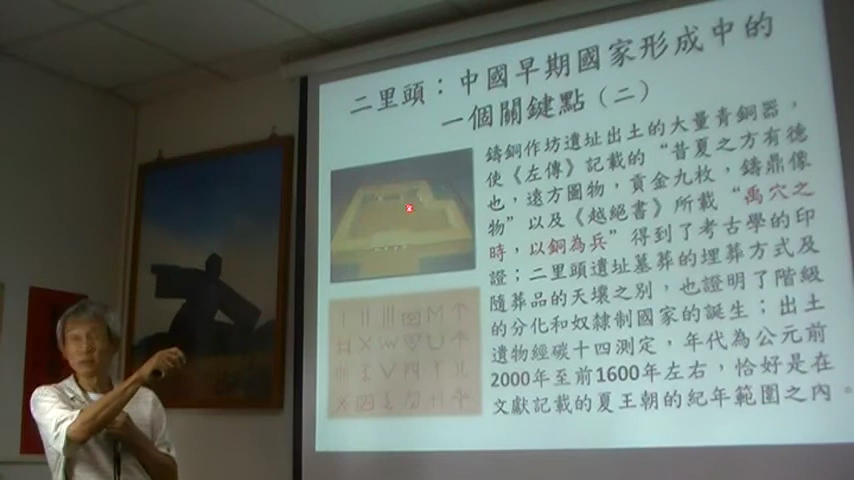 二里頭：中國早期國家形成中的
一個關鍵點（二）
鑄銅作坊遺址出土的大量青銅器，
使《左傳》記載的“昔夏之方有德
也，遠方圖物，貢金九枚，鑄鼎像
物”以及《越絕書》所載“禹穴之
時，以銅為兵”得到了考古學的印
證；二里頭遺址墓葬的埋葬方式及
隨葬品的天壤之別，也證明了階級
的分化和奴隸制國家的誕生；出土
遺物經碳十四測定，年代為公元前
2000年至前1600年左右，恰好是在
文獻記載的夏王朝的紀年範圍之內